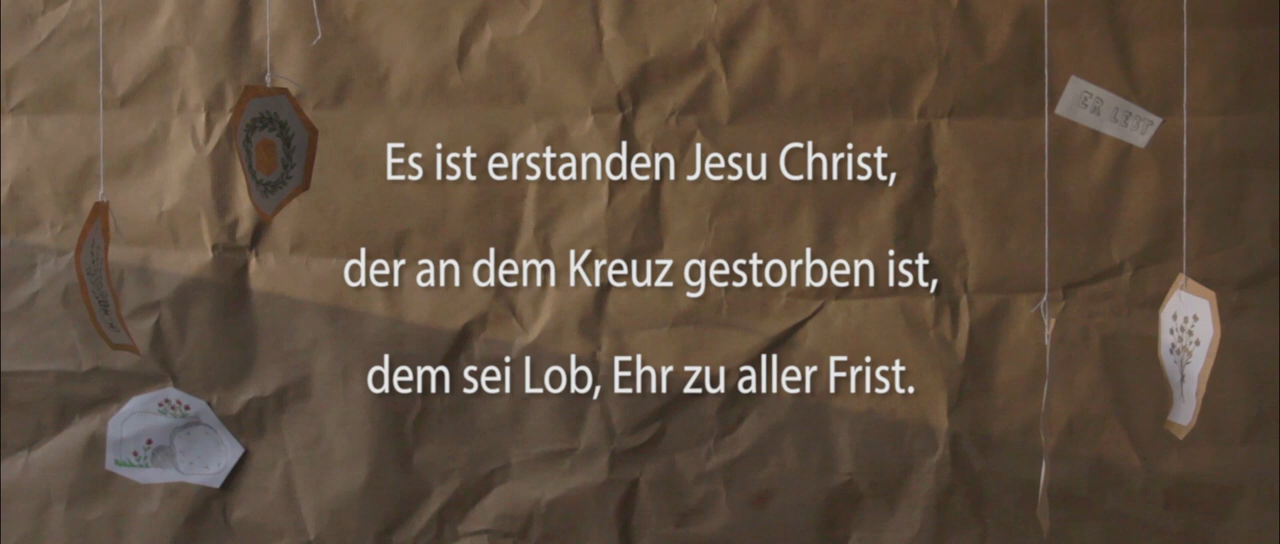 ER LEBT
Es ist erstanden Jesu Christ,
der an dem Kreuz gestorben ist,
dem sei Lob, Ehr zu aller Frist.